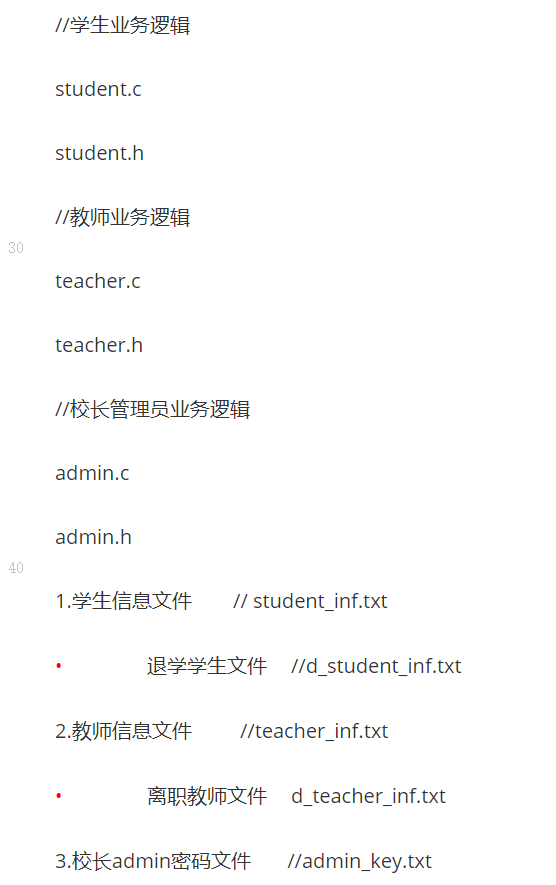 //学生业务逻辑
student.c
student.h
//教师业务逻辑
30
teacher.c
teacher.h
//校长管理员业务逻辑
admin.c
admin.h
40
1.学生信息文件 // student_inf.txt
• 退学学生文件 //d_student_inf.txt
2.教师信息文件 //teacher_inf.txt
• 离职教师文件 d_teacher_inf.txt
3.校长admin密码文件 //admin_key.txt